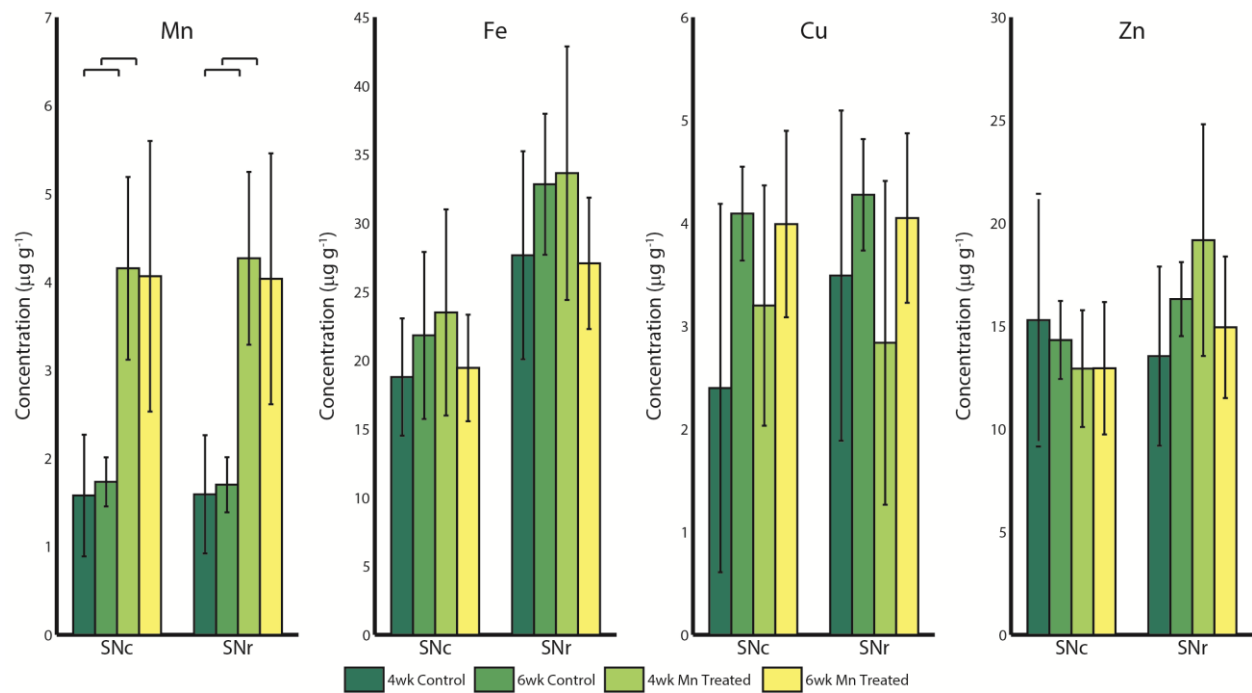 Mn
Concentration (µg g⁻¹)
7
6
5
4
3
2
1
0
SNc SNr
Fe
Concentration (µg g⁻¹)
45
40
35
30
25
20
15
10
5
0
SNc SNr
Cu
Concentration (µg g⁻¹)
6
5
4
3
2
1
0
SNc SNr
Zn
Concentration (µg g⁻¹)
30
25
20
15
10
5
0
SNc SNr
4wk Control 6wk Control 4wk Mn Treated 6wk Mn Treated